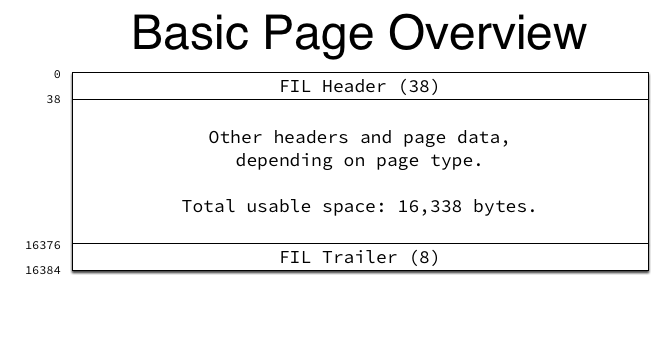 Basic Page Overview
0
FIL Header (38)
38
Other headers and page data,
depending on page type.
Total usable space: 16,338 bytes.
16376
FIL Trailer (8)
16384